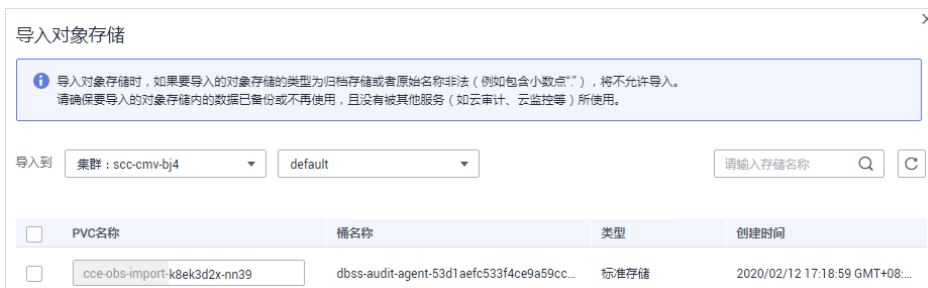 导入对象存储
导入对象存储时，如果要导入的对象存储的类型为归档存储或者原始名称非法（例如包含小数点"."），将不允许导入。
请确保要导入的对象存储内的数据已备份或不再使用，且没有被其他服务（如云审计、云监控等）所使用。
导入到 集群：scc-cmv-bj4 default 请输入存储名称
PVC名称 桶名称 类型 创建时间
cce-obs-import-k8ek3d2x-nn39 dbss-audit-agent-53d1aefc533f4ce9a59cc... 标准存储 2020/02/12 17:18:59 GMT+08:...